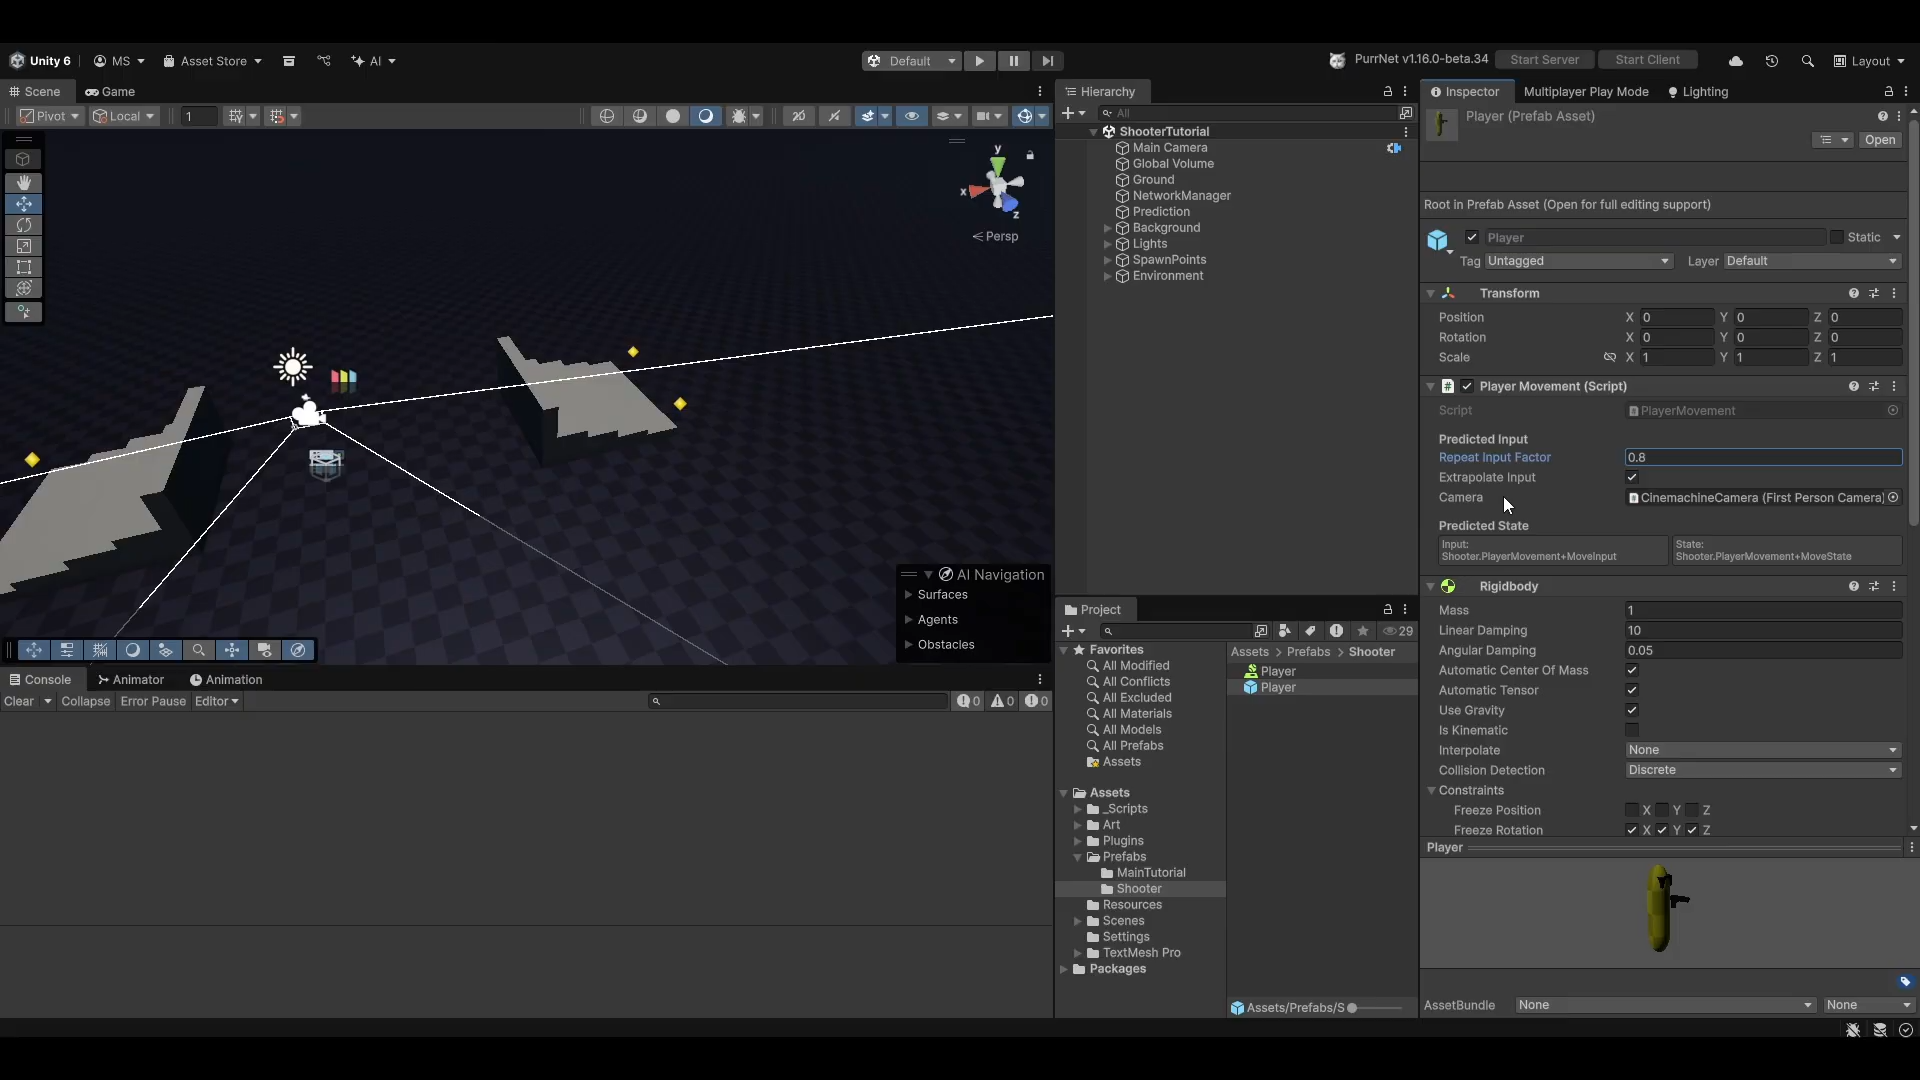 Unity 6
MS
Asset Store
AI
Default
PurrNet v1.16.0-beta.34
Start Server
Start Client
Layout
Scene
Game
Pivot
Local
1
2D
y
x
z
Persp
AI Navigation
Surfaces
Agents
Obstacles
Console
Animator
Animation
Clear
Collapse
Error Pause
Editor
0
0
0
Hierarchy
All
ShooterTutorial
Main Camera
Global Volume
Ground
NetworkManager
Prediction
Background
Lights
SpawnPoints
Environment
Project
29
Favorites
All Modified
All Conflicts
All Excluded
All Materials
All Models
All Prefabs
Assets
Assets
_Scripts
Art
Plugins
Prefabs
MainTutorial
Shooter
Resources
Scenes
Settings
TextMesh Pro
Packages
Assets > Prefabs > Shooter
Player
Player
Assets/Prefabs/S
Inspector
Multiplayer Play Mode
Lighting
Player (Prefab Asset)
Open
Root in Prefab Asset (Open for full editing support)
Player
Static
Tag Untagged
Layer Default
Transform
Position X 0 Y 0 Z 0
Rotation X 0 Y 0 Z 0
Scale X 1 Y 1 Z 1
# Player Movement (Script)
Script PlayerMovement
Predicted Input
Repeat Input Factor 0.8
Extrapolate Input
Camera CinemachineCamera (First Person Camera)
Predicted State
Input:
Shooter.PlayerMovement+MoveInput
State:
Shooter.PlayerMovement+MoveState
Rigidbody
Mass 1
Linear Damping 10
Angular Damping 0.05
Automatic Center Of Mass
Automatic Tensor
Use Gravity
Is Kinematic
Interpolate None
Collision Detection Discrete
Constraints
Freeze Position X Y Z
Freeze Rotation X Y Z
Player
AssetBundle None None